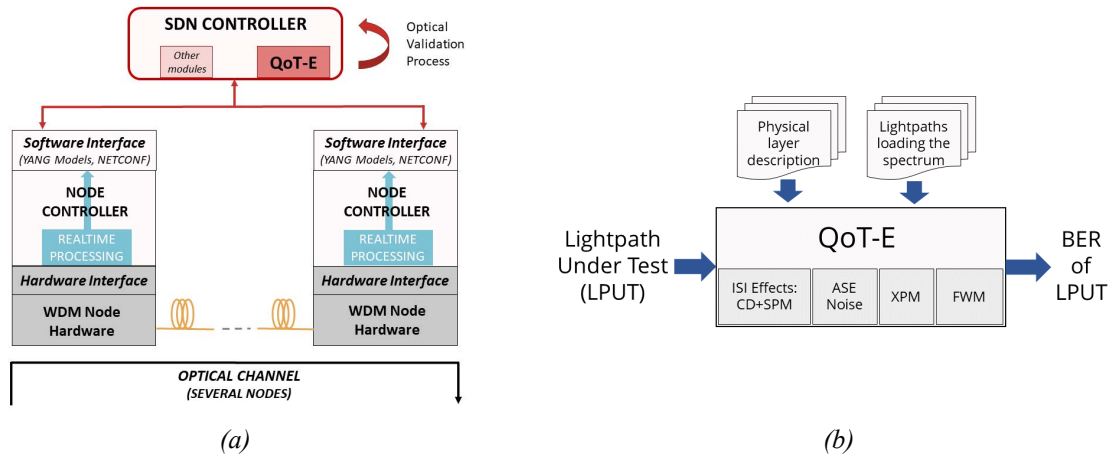 SDN CONTROLLER
Other
modules
QoT-E
Optical
Validation
Process
Software Interface
(YANG Models, NETCONF)
NODE
CONTROLLER
REALTIME
PROCESSING
Hardware Interface
WDM Node
Hardware
Software Interface
(YANG Models, NETCONF)
NODE
CONTROLLER
REALTIME
PROCESSING
Hardware Interface
WDM Node
Hardware
OPTICAL CHANNEL
(SEVERAL NODES)
(a)
Physical
layer
description
Lightpaths
loading the
spectrum
Lightpath
Under Test
(LPUT)
QoT-E
ISI Effects:
CD+SPM
ASE
Noise
XPM
FWM
BER
of
LPUT
(b)